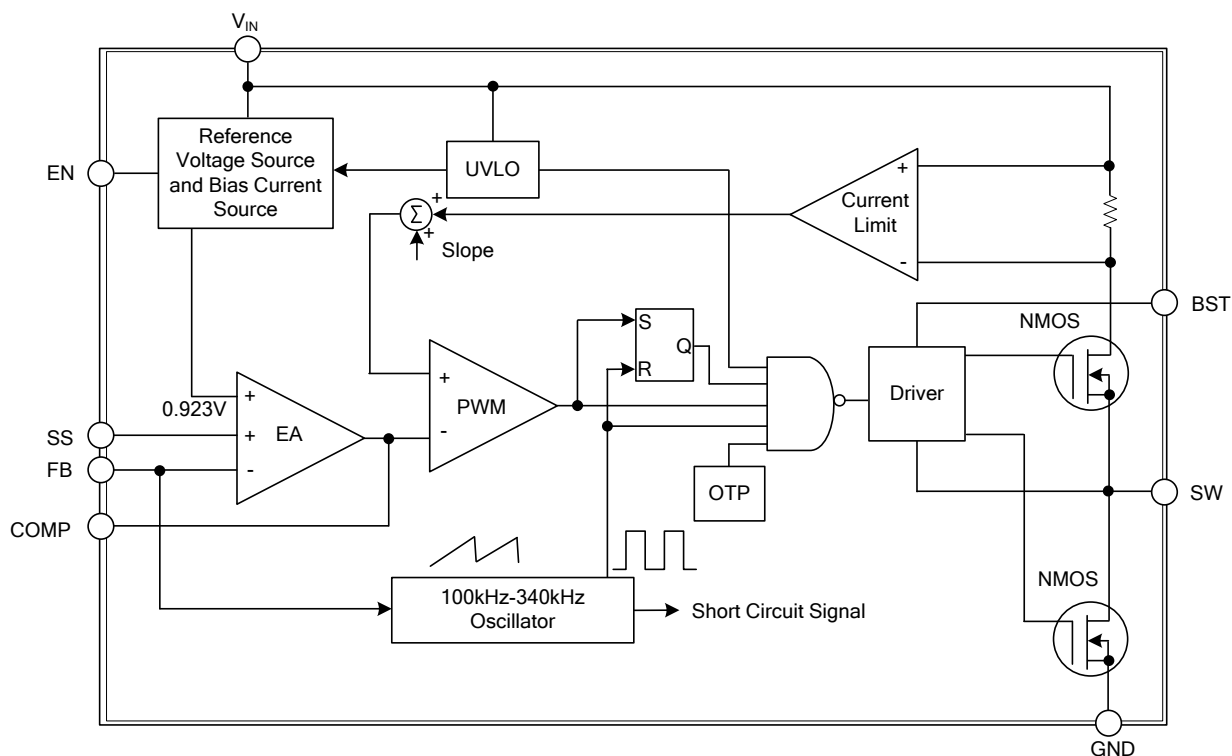 VIN
Reference
Voltage Source
and Bias Current
Source
EN
UVLO
+
-
Current
Limit
Σ
+
+
Slope
BST
NMOS
S
R
Q
+
-
PWM
Driver
0.923V
+
+
-
EA
SS
FB
COMP
OTP
SW
100kHz-340kHz
Oscillator
Short Circuit Signal
NMOS
GND